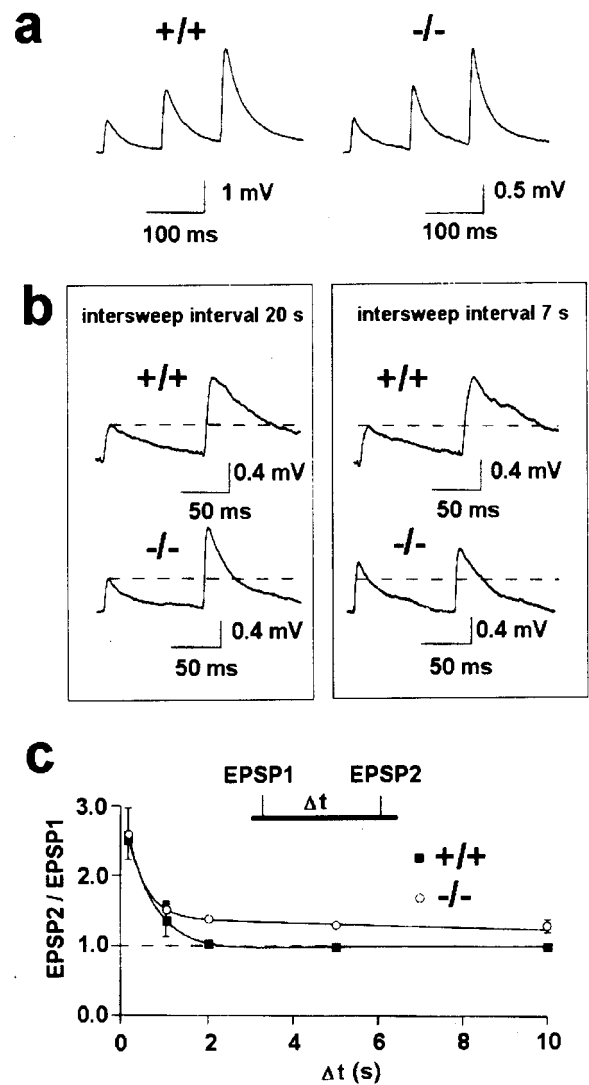 a
+/+ -/-
1 mV 0.5 mV
100 ms 100 ms
b
intersweep interval 20 s
+/+
0.4 mV
50 ms
-/-
0.4 mV
50 ms
intersweep interval 7 s
+/+
0.4 mV
50 ms
-/-
0.4 mV
50 ms
c
EPSP1 EPSP2
Δt
+/+
-/-
EPSP2 / EPSP1
3.0
2.0
1.0
0.0
0 2 4 6 8 10
Δt (s)